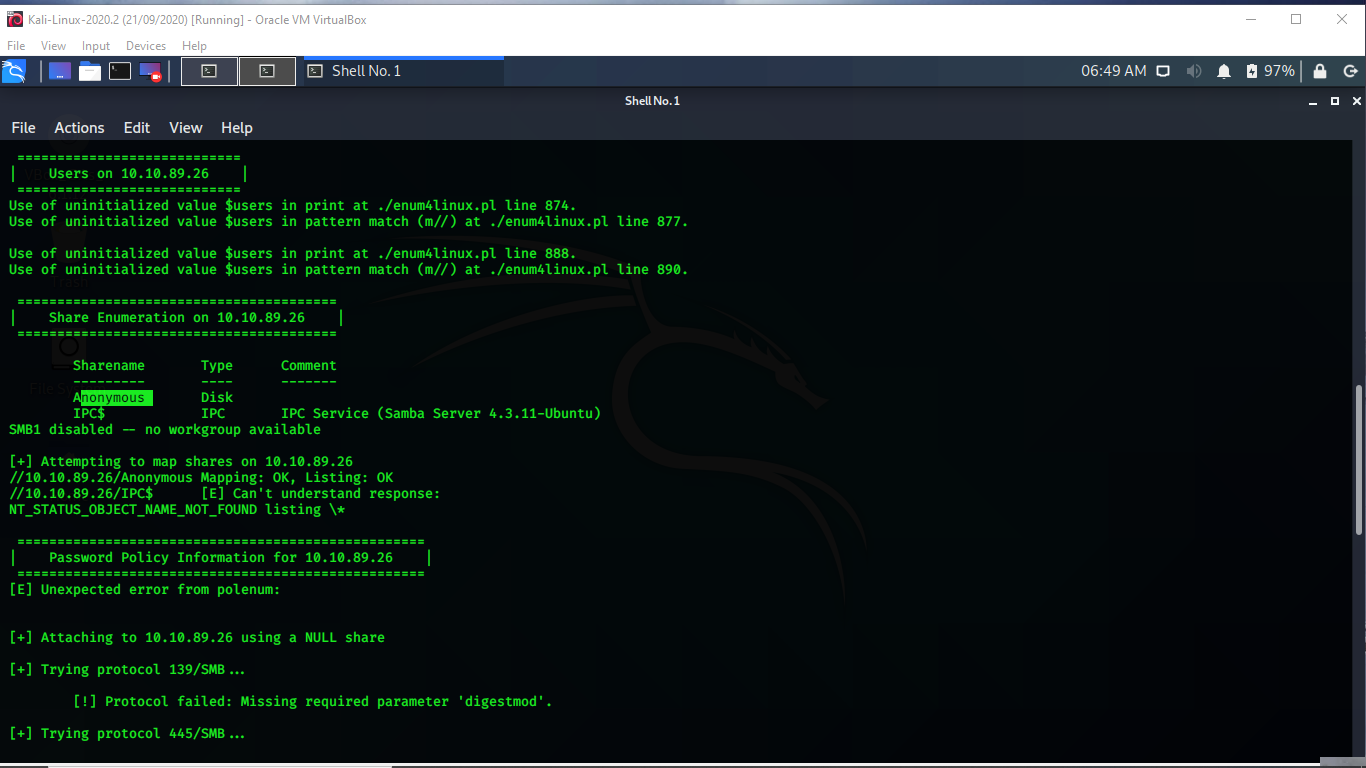 Kali-Linux-2020.2 (21/09/2020) [Running] - Oracle VM VirtualBox
File View Input Devices Help
Shell No. 1 06:49 AM 97%
Shell No. 1
File Actions Edit View Help
=============================
| Users on 10.10.89.26 |
=============================
Use of uninitialized value $users in print at ./enum4linux.pl line 874.
Use of uninitialized value $users in pattern match (m//) at ./enum4linux.pl line 877.
Use of uninitialized value $users in print at ./enum4linux.pl line 888.
Use of uninitialized value $users in pattern match (m//) at ./enum4linux.pl line 890.
=========================================
| Share Enumeration on 10.10.89.26 |
=========================================
Sharename Type Comment
--------- ---- -------
Anonymous Disk
IPC$ IPC IPC Service (Samba Server 4.3.11-Ubuntu)
SMB1 disabled -- no workgroup available
[+] Attempting to map shares on 10.10.89.26
//10.10.89.26/Anonymous Mapping: OK, Listing: OK
//10.10.89.26/IPC$ [E] Can't understand response:
NT_STATUS_OBJECT_NAME_NOT_FOUND listing \*
====================================================
| Password Policy Information for 10.10.89.26 |
====================================================
[E] Unexpected error from polenum:
[+] Attaching to 10.10.89.26 using a NULL share
[+] Trying protocol 139/SMB...
[!] Protocol failed: Missing required parameter 'digestmod'.
[+] Trying protocol 445/SMB...